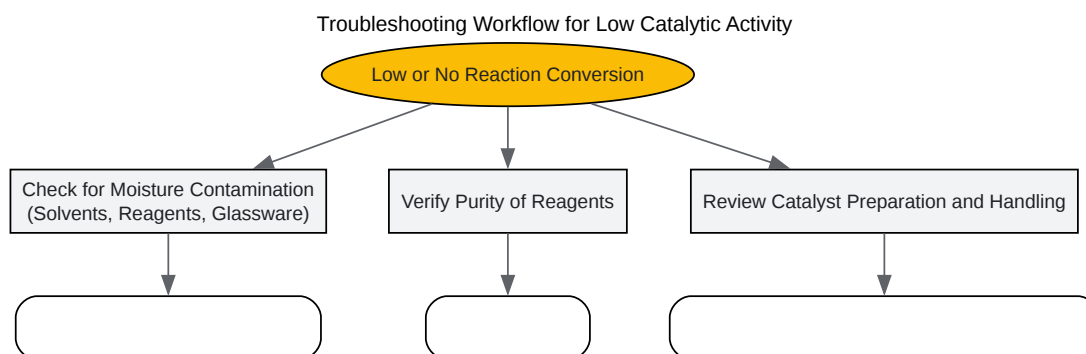 Troubleshooting Workflow for Low Catalytic Activity
Low or No Reaction Conversion
Check for Moisture Contamination
(Solvents, Reagents, Glassware)
Verify Purity of Reagents
Review Catalyst Preparation and Handling